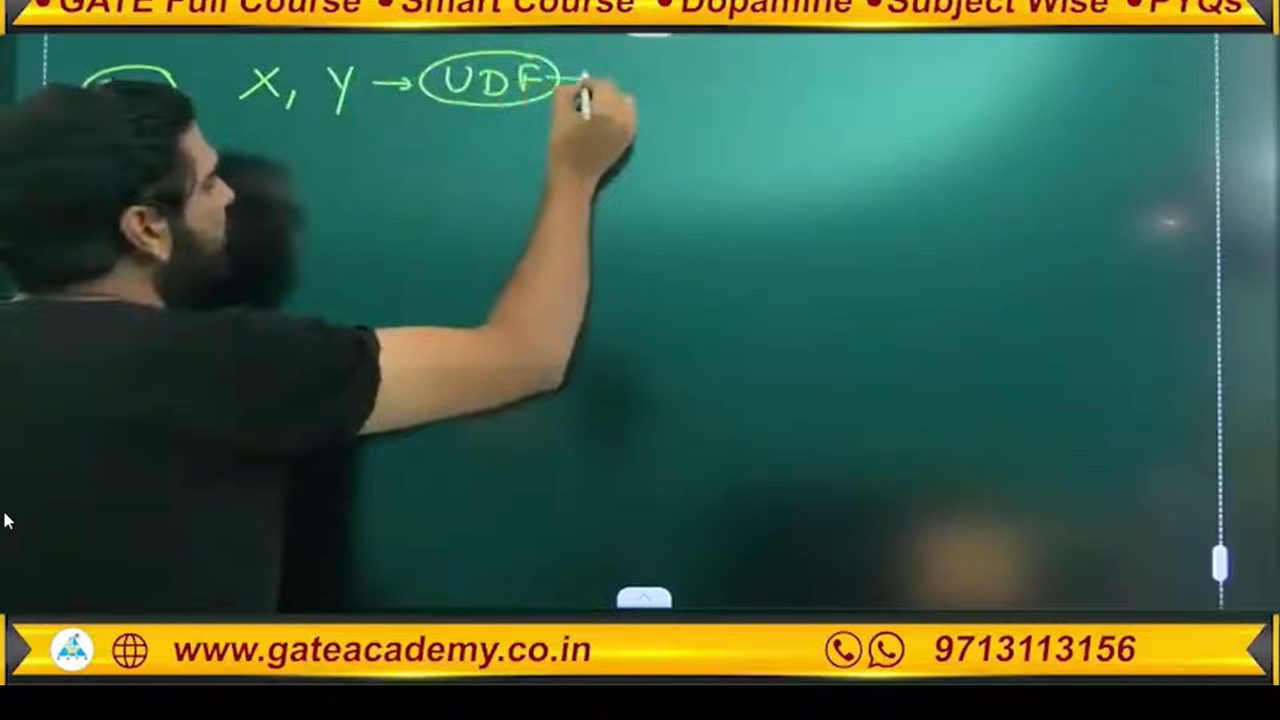 •GATE Full Course •Smart Course •Dopamine •Subject Wise •PYQs
X, Y → UDF
www.gateacademy.co.in
9713113156